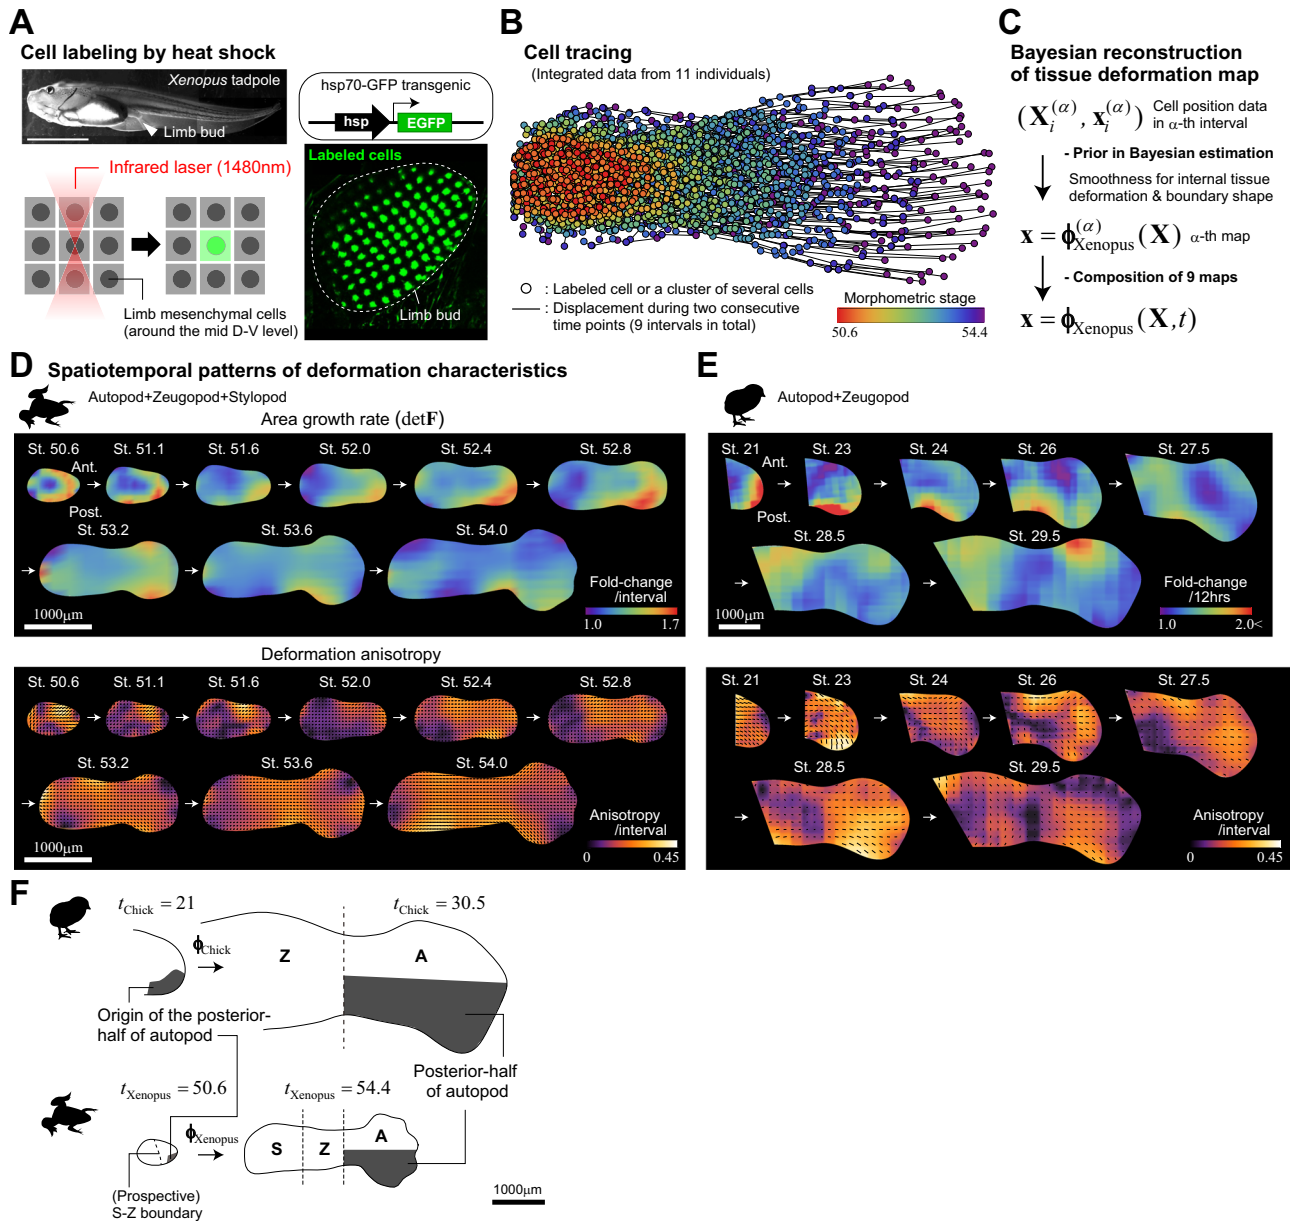 A
Cell labeling by heat shock
Xenopus tadpole
Limb bud
hsp70-GFP transgenic
hsp
EGFP
Infrared laser (1480nm)
Labeled cells
Limb bud
Limb mesenchymal cells
(around the mid D-V level)
B
Cell tracing
(Integrated data from 11 individuals)
: Labeled cell or a cluster of several cells
: Displacement during two consecutive
time points (9 intervals in total)
Morphometric stage
50.6 54.4
C
Bayesian reconstruction
of tissue deformation map
(X_i^(α), x_i^(α)) Cell position data
in α-th interval
- Prior in Bayesian estimation
Smoothness for internal tissue
deformation & boundary shape
x = ϕ_Xenopus^(α) (X) α-th map
- Composition of 9 maps
x = ϕ_Xenopus (X, t)
D
Spatiotemporal patterns of deformation characteristics
Autopod+Zeugopod+Stylopod
Area growth rate (detF)
St. 50.6 St. 51.1 St. 51.6 St. 52.0 St. 52.4 St. 52.8
Ant.
Post.
St. 53.2 St. 53.6 St. 54.0
Fold-change
/interval
1.0 1.7
1000μm
Deformation anisotropy
St. 50.6 St. 51.1 St. 51.6 St. 52.0 St. 52.4 St. 52.8
St. 53.2 St. 53.6 St. 54.0
Anisotropy
/interval
0 0.45
1000μm
E
Autopod+Zeugopod
St. 21 St. 23 St. 24 St. 26 St. 27.5
Ant.
Post.
St. 28.5 St. 29.5
Fold-change
/12hrs
1.0 2.0<
1000μm
St. 21 St. 23 St. 24 St. 26 St. 27.5
St. 28.5 St. 29.5
Anisotropy
/interval
0 0.45
F
t_Chick = 21 t_Chick = 30.5
ϕ_Chick
Z A
Origin of the posterior-
half of autopod
Posterior-half
of autopod
t_Xenopus = 50.6 t_Xenopus = 54.4
ϕ_Xenopus
S Z A
(Prospective)
S-Z boundary
1000μm